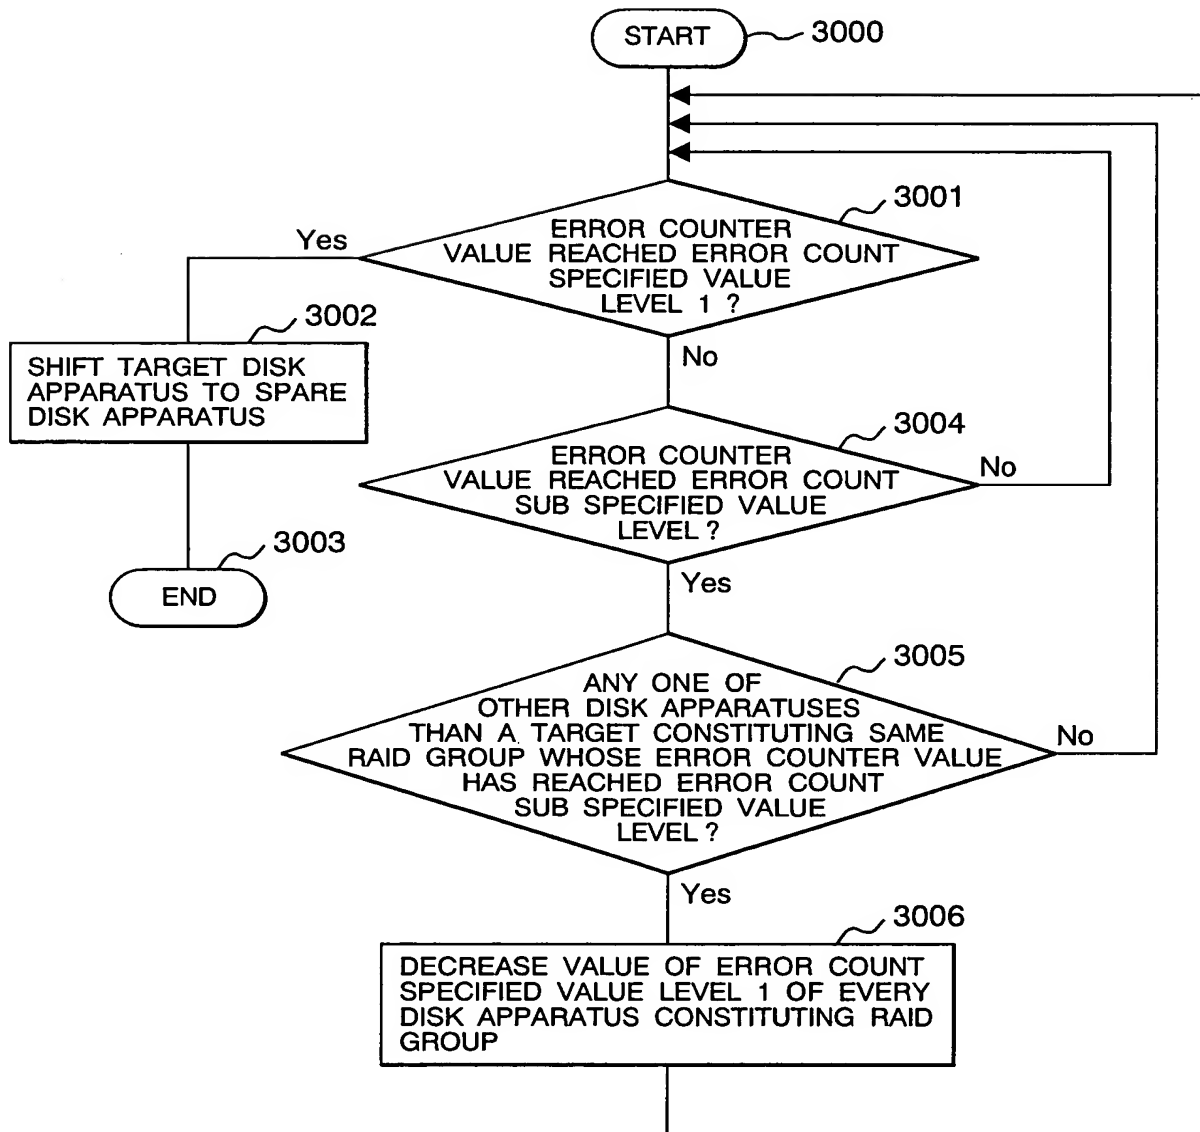 START
3000
3001
ERROR COUNTER
VALUE REACHED ERROR COUNT
SPECIFIED VALUE
LEVEL 1 ?
Yes
No
3002
SHIFT TARGET DISK
APPARATUS TO SPARE
DISK APPARATUS
3003
END
3004
ERROR COUNTER
VALUE REACHED ERROR COUNT
SUB SPECIFIED VALUE
LEVEL ?
No
Yes
3005
ANY ONE OF
OTHER DISK APPARATUSES
THAN A TARGET CONSTITUTING SAME
RAID GROUP WHOSE ERROR COUNTER VALUE
HAS REACHED ERROR COUNT
SUB SPECIFIED VALUE
LEVEL ?
No
Yes
3006
DECREASE VALUE OF ERROR COUNT
SPECIFIED VALUE LEVEL 1 OF EVERY
DISK APPARATUS CONSTITUTING RAID
GROUP